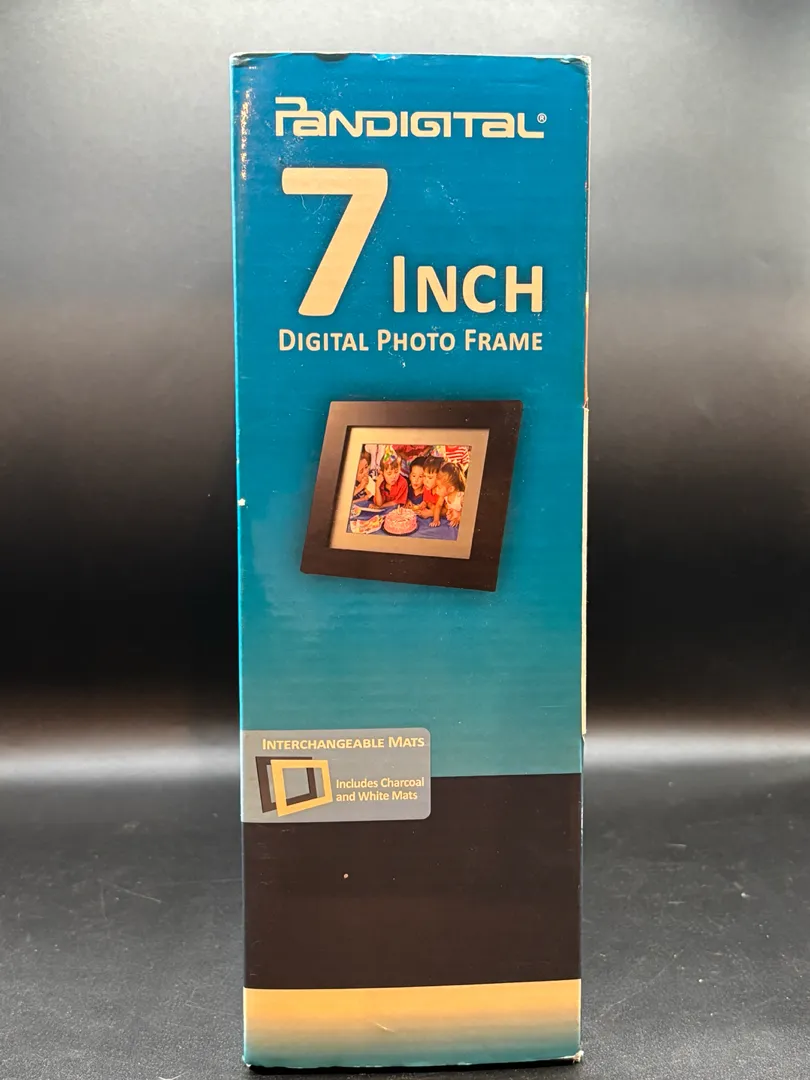 PANDIGITAL®
7 INCH
DIGITAL PHOTO FRAME
INTERCHANGEABLE MATS
Includes Charcoal
and White Mats